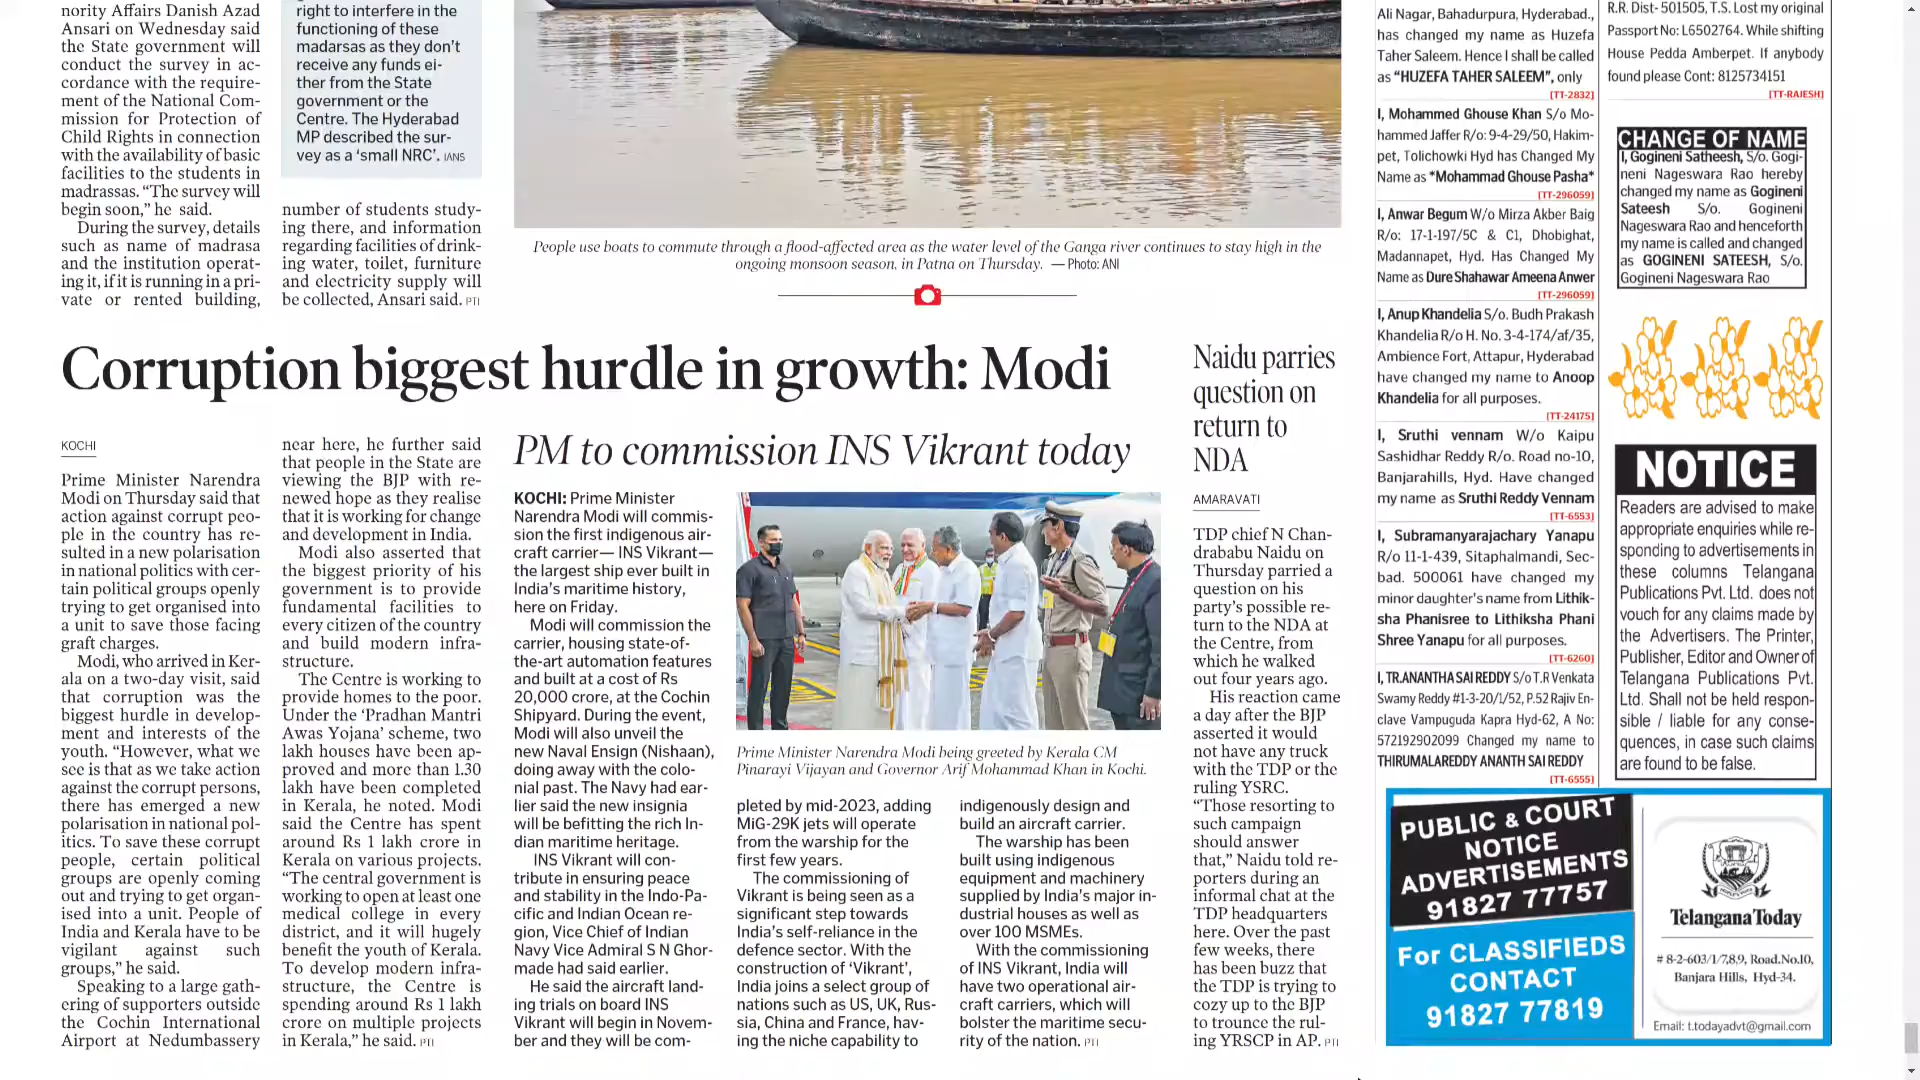 nority Affairs Danish Azad
Ansari on Wednesday said
the State government will
conduct the survey in ac-
cordance with the require-
ment of the National Com-
mission for Protection of
Child Rights in connection
with the availability of basic
facilities to the students in
madrassas. “The survey will
begin soon,” he said.
During the survey, details
such as name of madrasa
and the institution operat-
ing it, if it is running in a pri-
vate or rented building,
right to interfere in the
functioning of these
madarsas as they don’t
receive any funds ei-
ther from the State
government or the
Centre. The Hyderabad
MP described the sur-
vey as a ‘small NRC’. IANS
number of students study-
ing there, and information
regarding facilities of drink-
ing water, toilet, furniture
and electricity supply will
be collected, Ansari said. PTI
People use boats to commute through a flood-affected area as the water level of the Ganga river continues to stay high in the
ongoing monsoon season, in Patna on Thursday. — Photo: ANI
Corruption biggest hurdle in growth: Modi
KOCHI
Prime Minister Narendra
Modi on Thursday said that
action against corrupt peo-
ple in the country has re-
sulted in a new polarisation
in national politics with cer-
tain political groups openly
trying to get organised into
a unit to save those facing
graft charges.
Modi, who arrived in Ker-
ala on a two-day visit, said
that corruption was the
biggest hurdle in develop-
ment and interests of the
youth. “However, what we
see is that as we take action
against the corrupt persons,
there has emerged a new
polarisation in national pol-
itics. To save these corrupt
people, certain political
groups are openly coming
out and trying to get organ-
ised into a unit. People of
India and Kerala have to be
vigilant against such
groups,” he said.
Speaking to a large gath-
ering of supporters outside
the Cochin International
Airport at Nedumbassery
near here, he further said
that people in the State are
viewing the BJP with re-
newed hope as they realise
that it is working for change
and development in India.
Modi also asserted that
the biggest priority of his
government is to provide
fundamental facilities to
every citizen of the country
and build modern infra-
structure.
The Centre is working to
provide homes to the poor.
Under the ‘Pradhan Mantri
Awas Yojana’ scheme, two
lakh houses have been ap-
proved and more than 1.30
lakh have been completed
in Kerala, he noted. Modi
said the Centre has spent
around Rs 1 lakh crore in
Kerala on various projects.
“The central government is
working to open at least one
medical college in every
district, and it will hugely
benefit the youth of Kerala.
To develop modern infra-
structure, the Centre is
spending around Rs 1 lakh
crore on multiple projects
in Kerala,” he said. PTI
PM to commission INS Vikrant today
KOCHI: Prime Minister
Narendra Modi will commis-
sion the first indigenous air-
craft carrier— INS Vikrant—
the largest ship ever built in
India’s maritime history,
here on Friday.
Modi will commission the
carrier, housing state-of-
the-art automation features
and built at a cost of Rs
20,000 crore, at the Cochin
Shipyard. During the event,
Modi will also unveil the
new Naval Ensign (Nishaan),
doing away with the colo-
nial past. The Navy had ear-
lier said the new insignia
will be befitting the rich In-
dian maritime heritage.
INS Vikrant will con-
tribute in ensuring peace
and stability in the Indo-Pa-
cific and Indian Ocean re-
gion, Vice Chief of Indian
Navy Vice Admiral S N Ghor-
made had said earlier.
He said the aircraft land-
ing trials on board INS
Vikrant will begin in Novem-
ber and they will be com-
Prime Minister Narendra Modi being greeted by Kerala CM
Pinarayi Vijayan and Governor Arif Mohammad Khan in Kochi.
pleted by mid-2023, adding
MiG-29K jets will operate
from the warship for the
first few years.
The commissioning of
Vikrant is being seen as a
significant step towards
India’s self-reliance in the
defence sector. With the
construction of ‘Vikrant’,
India joins a select group of
nations such as US, UK, Rus-
sia, China and France, hav-
ing the niche capability to
indigenously design and
build an aircraft carrier.
The warship has been
built using indigenous
equipment and machinery
supplied by India’s major in-
dustrial houses as well as
over 100 MSMEs.
With the commissioning
of INS Vikrant, India will
have two operational air-
craft carriers, which will
bolster the maritime secu-
rity of the nation. PTI
Naidu parries
question on
return to
NDA
AMARAVATI
TDP chief N Chan-
drababu Naidu on
Thursday parried a
question on his
party’s possible re-
turn to the NDA at
the Centre, from
which he walked
out four years ago.
His reaction came
a day after the BJP
asserted it would
not have any truck
with the TDP or the
ruling YSRC.
“Those resorting to
such campaign
should answer
that,” Naidu told re-
porters during an
informal chat at the
TDP headquarters
here. Over the past
few weeks, there
has been buzz that
the TDP is trying to
cozy up to the BJP
to trounce the rul-
ing YRSCP in AP. PTI
Ali Nagar, Bahadurpura, Hyderabad.,
has changed my name as Huzefa
Taher Saleem. Hence I shall be called
as “HUZEFA TAHER SALEEM”, only
[TT-2832]
I, Mohammed Ghouse Khan S/o Mo-
hammed Jaffer R/o: 9-4-29/50, Hakim-
pet, Tolichowki Hyd has Changed My
Name as *Mohammad Ghouse Pasha*
[TT-296059]
I, Anwar Begum W/o Mirza Akber Baig
R/o: 17-1-197/5C & C1, Dhobighat,
Madannapet, Hyd. Has Changed My
Name as Dure Shahawar Ameena Anwer
[TT-296059]
I, Anup Khandelia S/o. Budh Prakash
Khandelia R/o H. No. 3-4-174/af/35,
Ambience Fort, Attapur, Hyderabad
have changed my name to Anoop
Khandelia for all purposes.
[TT-24175]
I, Sruthi vennam W/o Kaipu
Sashidhar Reddy R/o. Road no-10,
Banjarahills, Hyd. Have changed
my name as Sruthi Reddy Vennam
[TT-6553]
I, Subramanyarajachary Yanapu
R/o 11-1-439, Sitaphalmandi, Sec-
bad. 500061 have changed my
minor daughter’s name from Lithik-
sha Phanisree to Lithiksha Phani
Shree Yanapu for all purposes.
[TT-6260]
I, TR.ANANTHA SAI REDDY S/o T.R Venkata
Swamy Reddy #1-3-20/1/52, P.52 Rajiv En-
clave Vampuguda Kapra Hyd-62, A No:
572192902099 Changed my name to
THIRUMALAREDDY ANANTH SAI REDDY
[TT-6555]
R.R. Dist- 501505, T.S. Lost my original
Passport No: L6502764. While shifting
House Pedda Amberpet. If anybody
found please Cont: 8125734151
[TT-RAJESH]
CHANGE OF NAME
I, Gogineni Satheesh, S/o. Gogi-
neni Nageswara Rao hereby
changed my name as Gogineni
Sateesh S/o. Gogineni
Nageswara Rao and henceforth
my name is called and changed
as GOGINENI SATEESH, S/o.
Gogineni Nageswara Rao
NOTICE
Readers are advised to make
appropriate enquiries while re-
sponding to advertisements in
these columns Telangana
Publications Pvt. Ltd. does not
vouch for any claims made by
the Advertisers. The Printer,
Publisher, Editor and Owner of
Telangana Publications Pvt.
Ltd. Shall not be held respon-
sible / liable for any conse-
quences, in case such claims
are found to be false.
PUBLIC & COURT
NOTICE
ADVERTISEMENTS
91827 77757
For CLASSIFIEDS
CONTACT
91827 77819
Telangana Today
# 8-2-603/1/7,8,9, Road.No.10,
Banjara Hills, Hyd-34.
Email: t.todayadvt@gmail.com